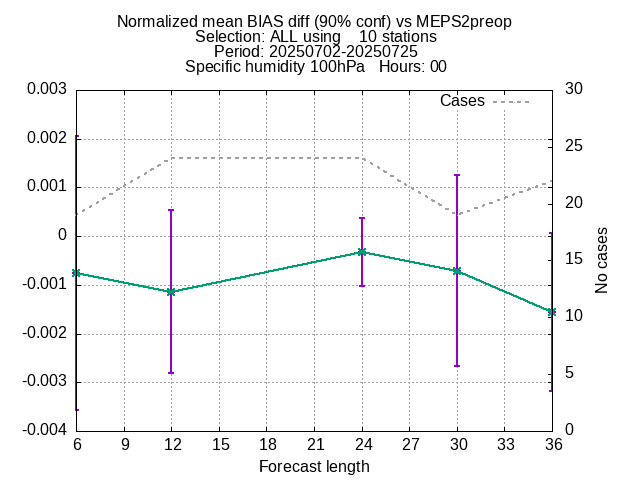 Normalized mean BIAS diff (90% conf) vs MEPS2preop
Selection: ALL using    10 stations
Period: 20250702-20250725
Specific humidity 100hPa   Hours: 00
0.003
0.002
0.001
0
-0.001
-0.002
-0.003
-0.004
30
25
20
15
10
5
0
Cases
No cases
6 9 12 15 18 21 24 27 30 33 36
Forecast length